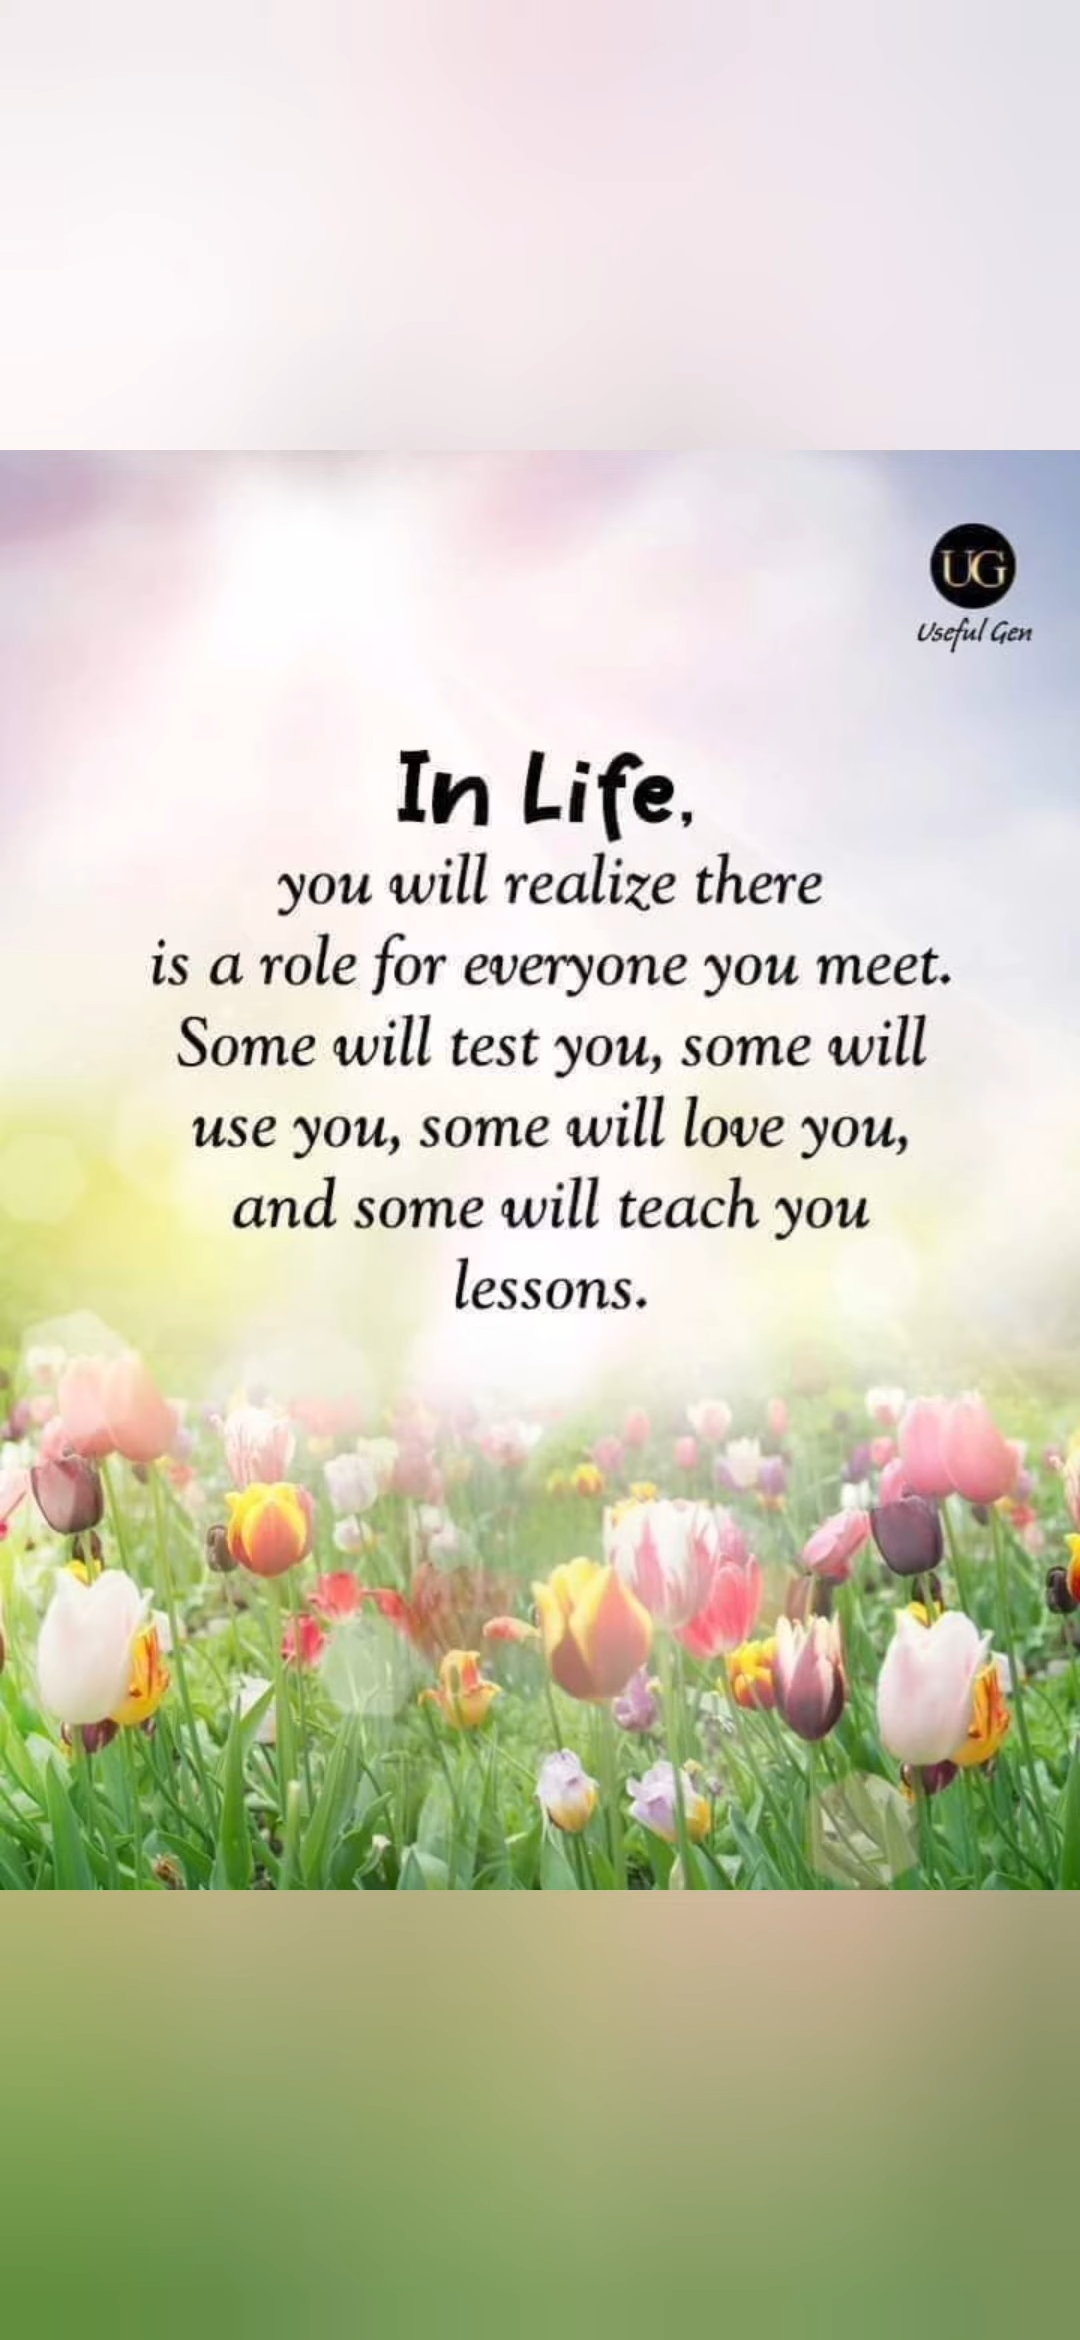 UG
Useful Gen
In Life,
you will realize there
is a role for everyone you meet.
Some will test you, some will
use you, some will love you,
and some will teach you
lessons.